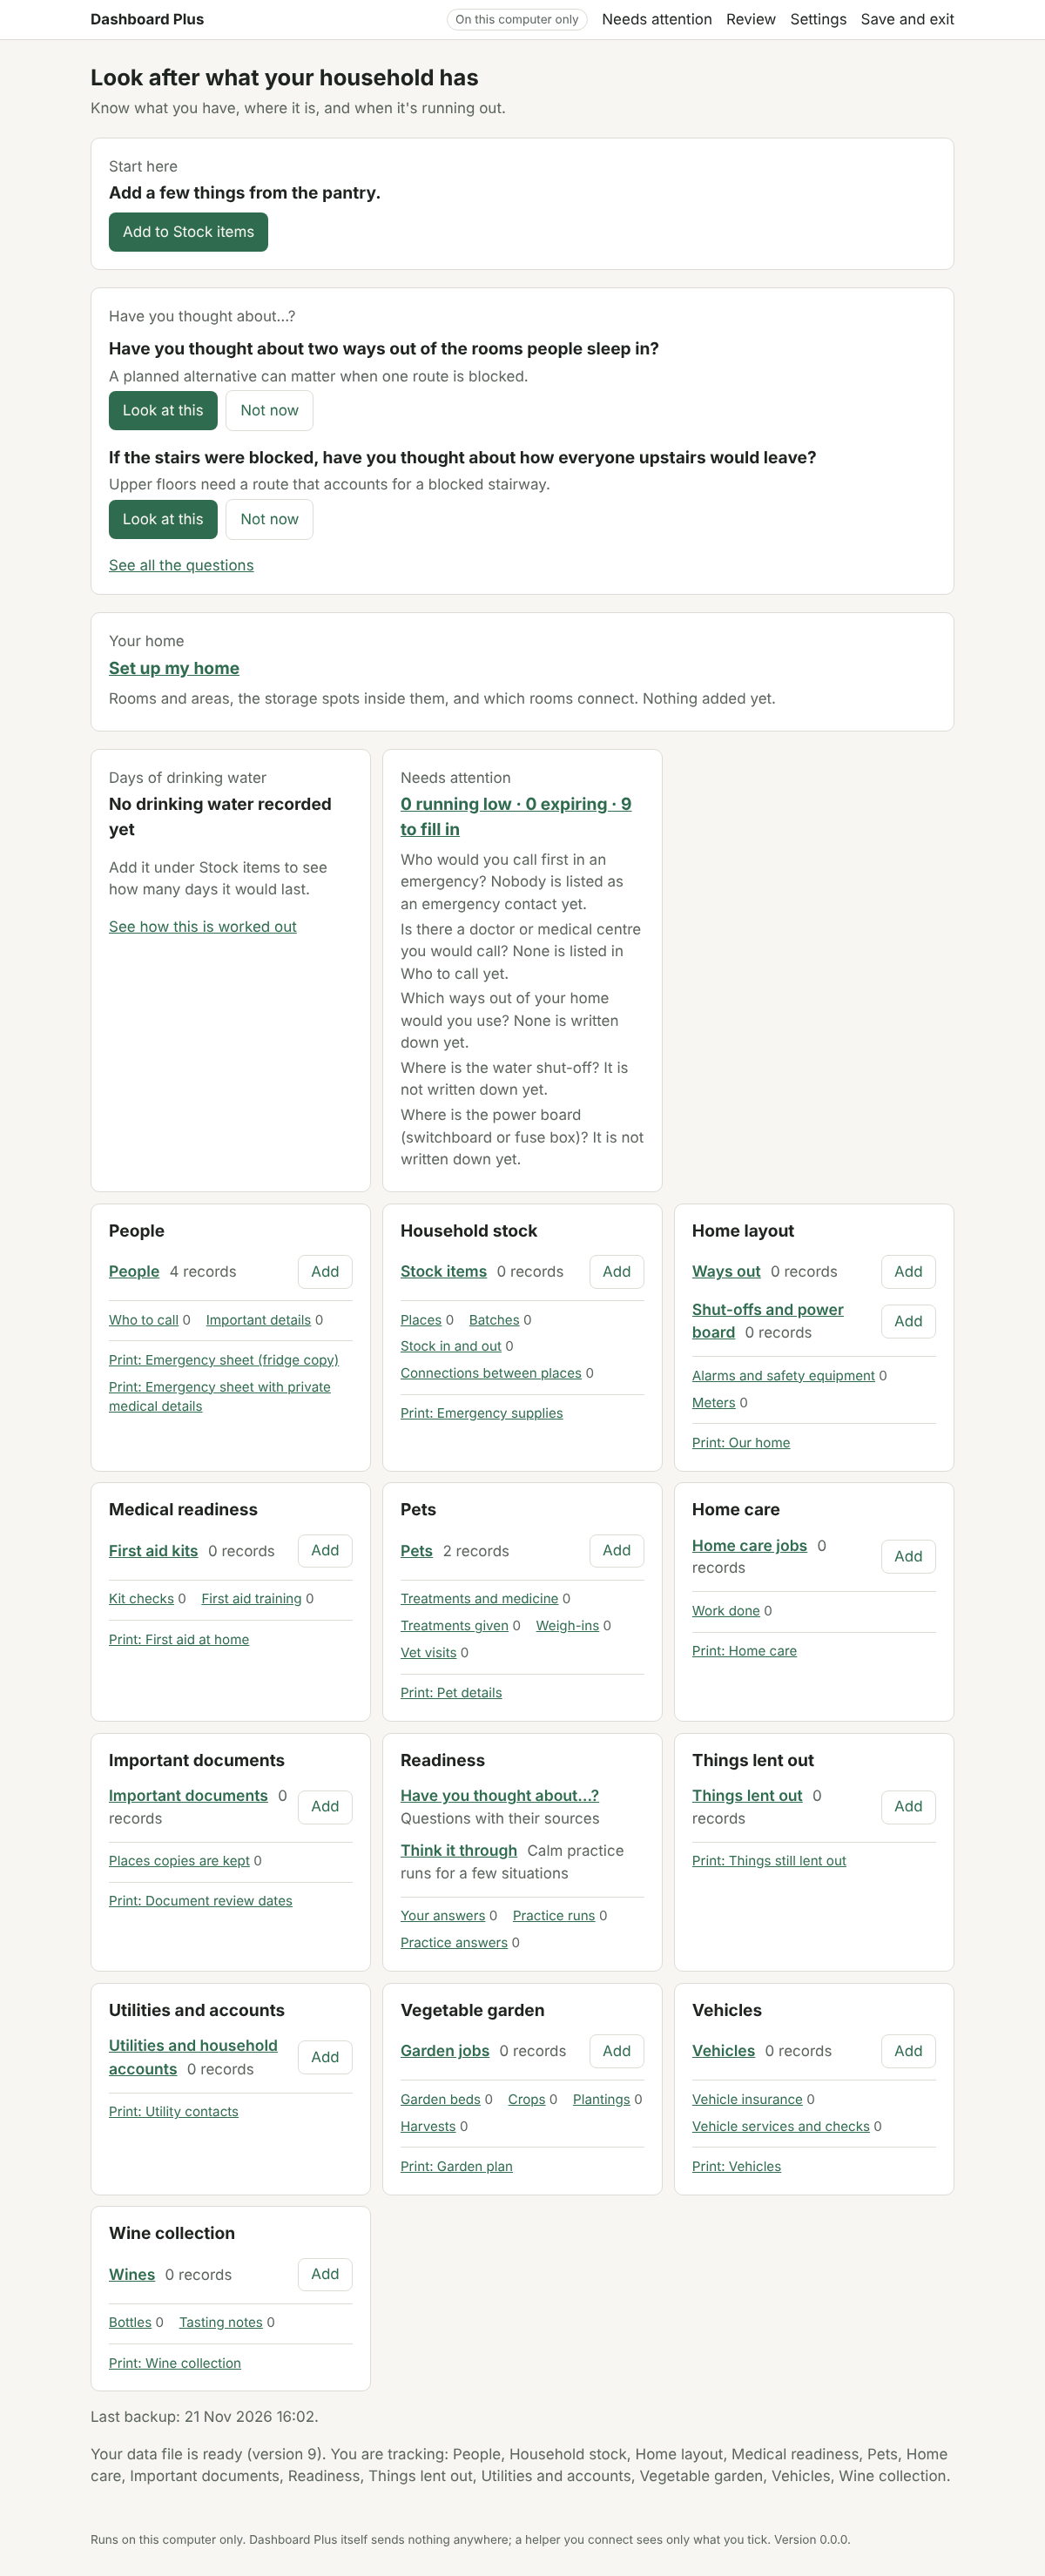 Dashboard Plus
On this computer only
Needs attention
Review
Settings
Save and exit
Look after what your household has
Know what you have, where it is, and when it's running out.
Start here
Add a few things from the pantry.
Add to Stock items
Have you thought about...?
Have you thought about two ways out of the rooms people sleep in?
A planned alternative can matter when one route is blocked.
Look at this
Not now
If the stairs were blocked, have you thought about how everyone upstairs would leave?
Upper floors need a route that accounts for a blocked stairway.
Look at this
Not now
See all the questions
Your home
Set up my home
Rooms and areas, the storage spots inside them, and which rooms connect. Nothing added yet.
Days of drinking water
No drinking water recorded
yet
Add it under Stock items to see
how many days it would last.
See how this is worked out
Needs attention
0 running low · 0 expiring · 9
to fill in
Who would you call first in an
emergency? Nobody is listed as
an emergency contact yet.
Is there a doctor or medical centre
you would call? None is listed in
Who to call yet.
Which ways out of your home
would you use? None is written
down yet.
Where is the water shut-off? It is
not written down yet.
Where is the power board
(switchboard or fuse box)? It is not
written down yet.
People
People 4 records
Add
Who to call 0 Important details 0
Print: Emergency sheet (fridge copy)
Print: Emergency sheet with private
medical details
Household stock
Stock items 0 records
Add
Places 0 Batches 0
Stock in and out 0
Connections between places 0
Print: Emergency supplies
Home layout
Ways out 0 records
Add
Shut-offs and power
board 0 records
Add
Alarms and safety equipment 0
Meters 0
Print: Our home
Medical readiness
First aid kits 0 records
Add
Kit checks 0 First aid training 0
Print: First aid at home
Pets
Pets 2 records
Add
Treatments and medicine 0
Treatments given 0 Weigh-ins 0
Vet visits 0
Print: Pet details
Home care
Home care jobs 0
records
Add
Work done 0
Print: Home care
Important documents
Important documents 0
records
Add
Places copies are kept 0
Print: Document review dates
Readiness
Have you thought about...?
Questions with their sources
Think it through Calm practice
runs for a few situations
Your answers 0 Practice runs 0
Practice answers 0
Things lent out
Things lent out 0
records
Add
Print: Things still lent out
Utilities and accounts
Utilities and household
accounts 0 records
Add
Print: Utility contacts
Vegetable garden
Garden jobs 0 records
Add
Garden beds 0 Crops 0 Plantings 0
Harvests 0
Print: Garden plan
Vehicles
Vehicles 0 records
Add
Vehicle insurance 0
Vehicle services and checks 0
Print: Vehicles
Wine collection
Wines 0 records
Add
Bottles 0 Tasting notes 0
Print: Wine collection
Last backup: 21 Nov 2026 16:02.
Your data file is ready (version 9). You are tracking: People, Household stock, Home layout, Medical readiness, Pets, Home
care, Important documents, Readiness, Things lent out, Utilities and accounts, Vegetable garden, Vehicles, Wine collection.
Runs on this computer only. Dashboard Plus itself sends nothing anywhere; a helper you connect sees only what you tick. Version 0.0.0.